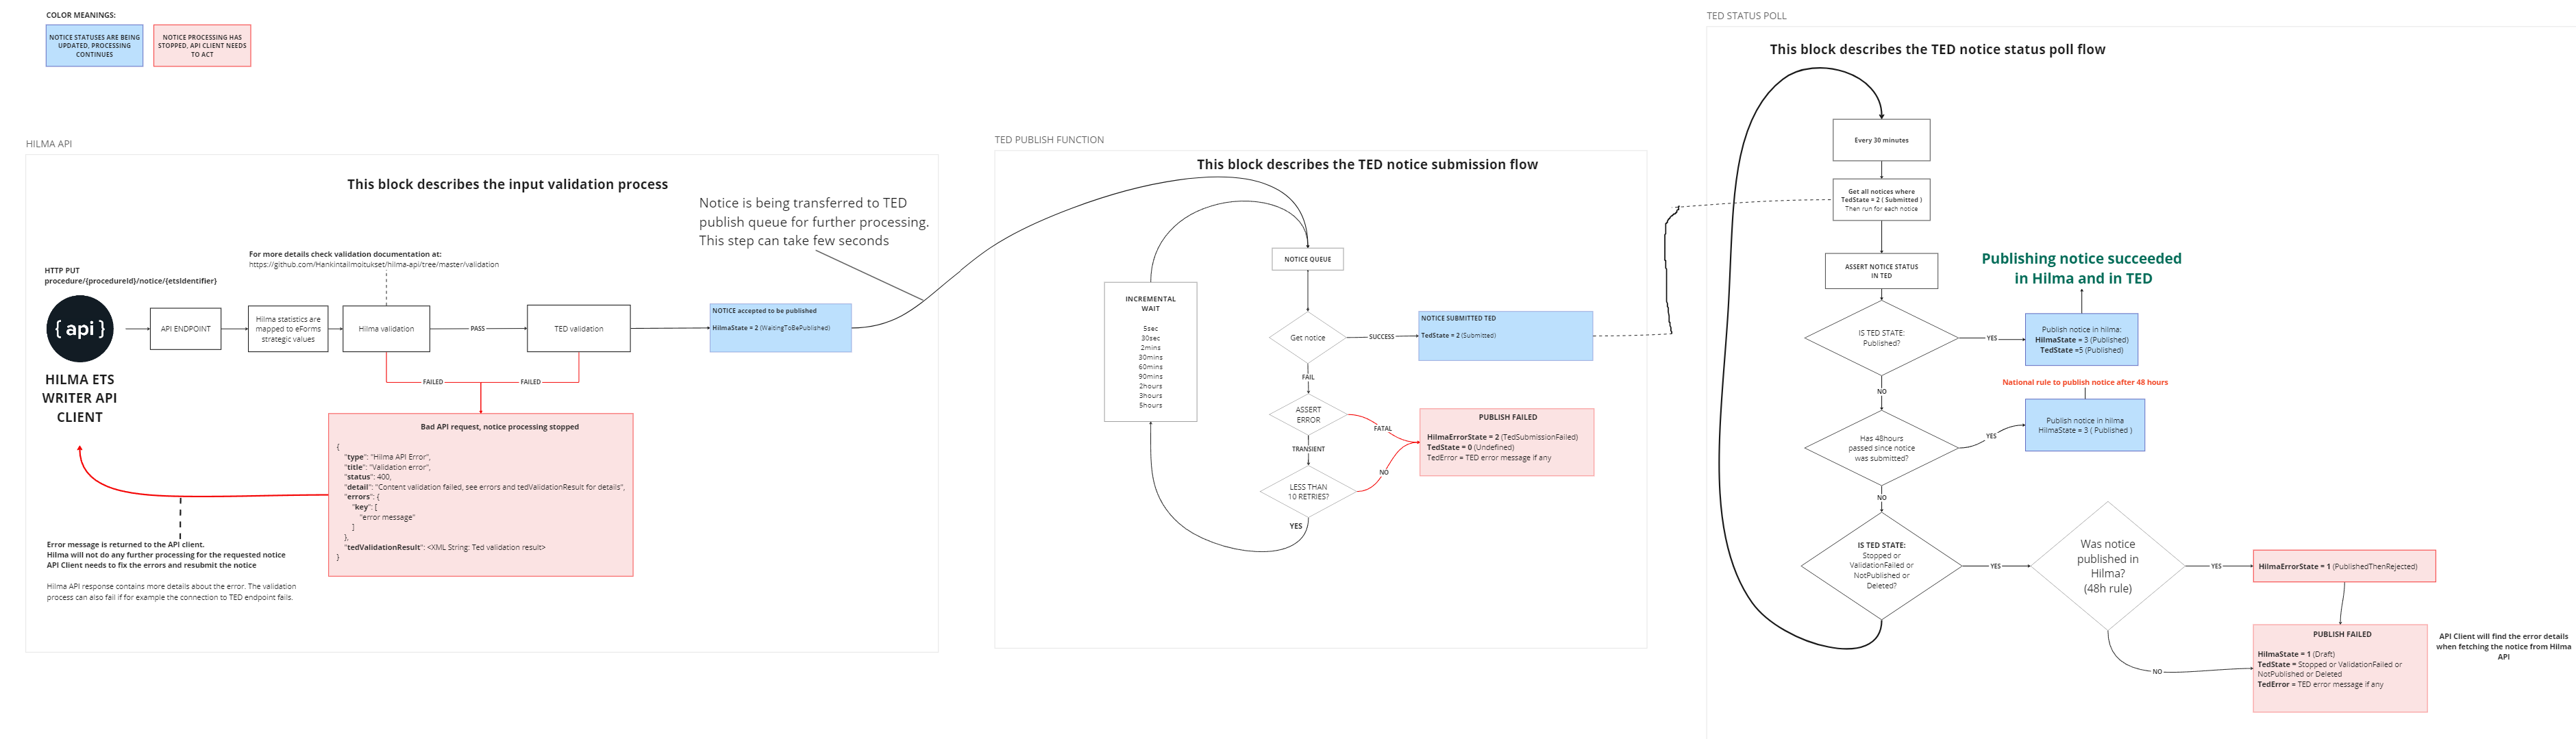 COLOR MEANINGS:
NOTICE STATUSES ARE BEING
UPDATED, PROCESSING
CONTINUES
NOTICE PROCESSING HAS
STOPPED, API CLIENT NEEDS
TO ACT
HILMA API
This block describes the input validation process
Notice is being transferred to TED
publish queue for further processing.
This step can take few seconds
For more details check validation documentation at:
https://github.com/Hankintailmoitukset/hilma-api/tree/master/validation
HTTP PUT
procedure/{procedureId}/notice/{etsIdentifier}
{ api }
HILMA ETS
WRITER API
CLIENT
API ENDPOINT
Hilma statistics are
mapped to eForms
strategic values
Hilma validation
PASS
TED validation
NOTICE accepted to be published
HilmaState = 2 (WaitingToBePublished)
FAILED
FAILED
Bad API request, notice processing stopped
{
"type": "Hilma API Error",
"title": "Validation error",
"status": 400,
"detail": "Content validation failed, see errors and tedValidationResult for details",
"errors": {
"key": [
"error message"
]
},
"tedValidationResult": <XML String: Ted validation result>
}
Error message is returned to the API client.
Hilma will not do any further processing for the requested notice
API Client needs to fix the errors and resubmit the notice
Hilma API response contains more details about the error. The validation
process can also fail if for example the connection to TED endpoint fails.
TED PUBLISH FUNCTION
This block describes the TED notice submission flow
NOTICE QUEUE
INCREMENTAL
WAIT
5sec
30sec
2mins
30mins
60mins
90mins
2hours
3hours
5hours
Get notice
SUCCESS
NOTICE SUBMITTED TED
TedState = 2 (Submitted)
FAIL
ASSERT
ERROR
FATAL
TRANSIENT
LESS THAN
10 RETRIES?
NO
YES
PUBLISH FAILED
HilmaErrorState = 2 (TedSubmissionFailed)
TedState = 0 (Undefined)
TedError = TED error message if any
TED STATUS POLL
This block describes the TED notice status poll flow
Every 30 minutes
Get all notices where
TedState = 2 ( Submitted )
Then run for each notice
ASSERT NOTICE STATUS
IN TED
Publishing notice succeeded
in Hilma and in TED
IS TED STATE:
Published?
YES
Publish notice in hilma:
HilmaState = 3 (Published)
TedState =5 (Published)
NO
National rule to publish notice after 48 hours
Has 48hours
passed since notice
was submitted?
YES
Publish notice in hilma
HilmaState = 3 ( Published )
NO
IS TED STATE:
Stopped or
ValidationFailed or
NotPublished or
Deleted?
YES
Was notice
published in
Hilma?
(48h rule)
YES
HilmaErrorState = 1 (PublishedThenRejected)
NO
PUBLISH FAILED
HilmaState = 1 (Draft)
TedState = Stopped or ValidationFailed or
NotPublished or Deleted
TedError = TED error message if any
API Client will find the error details
when fetching the notice from Hilma
API